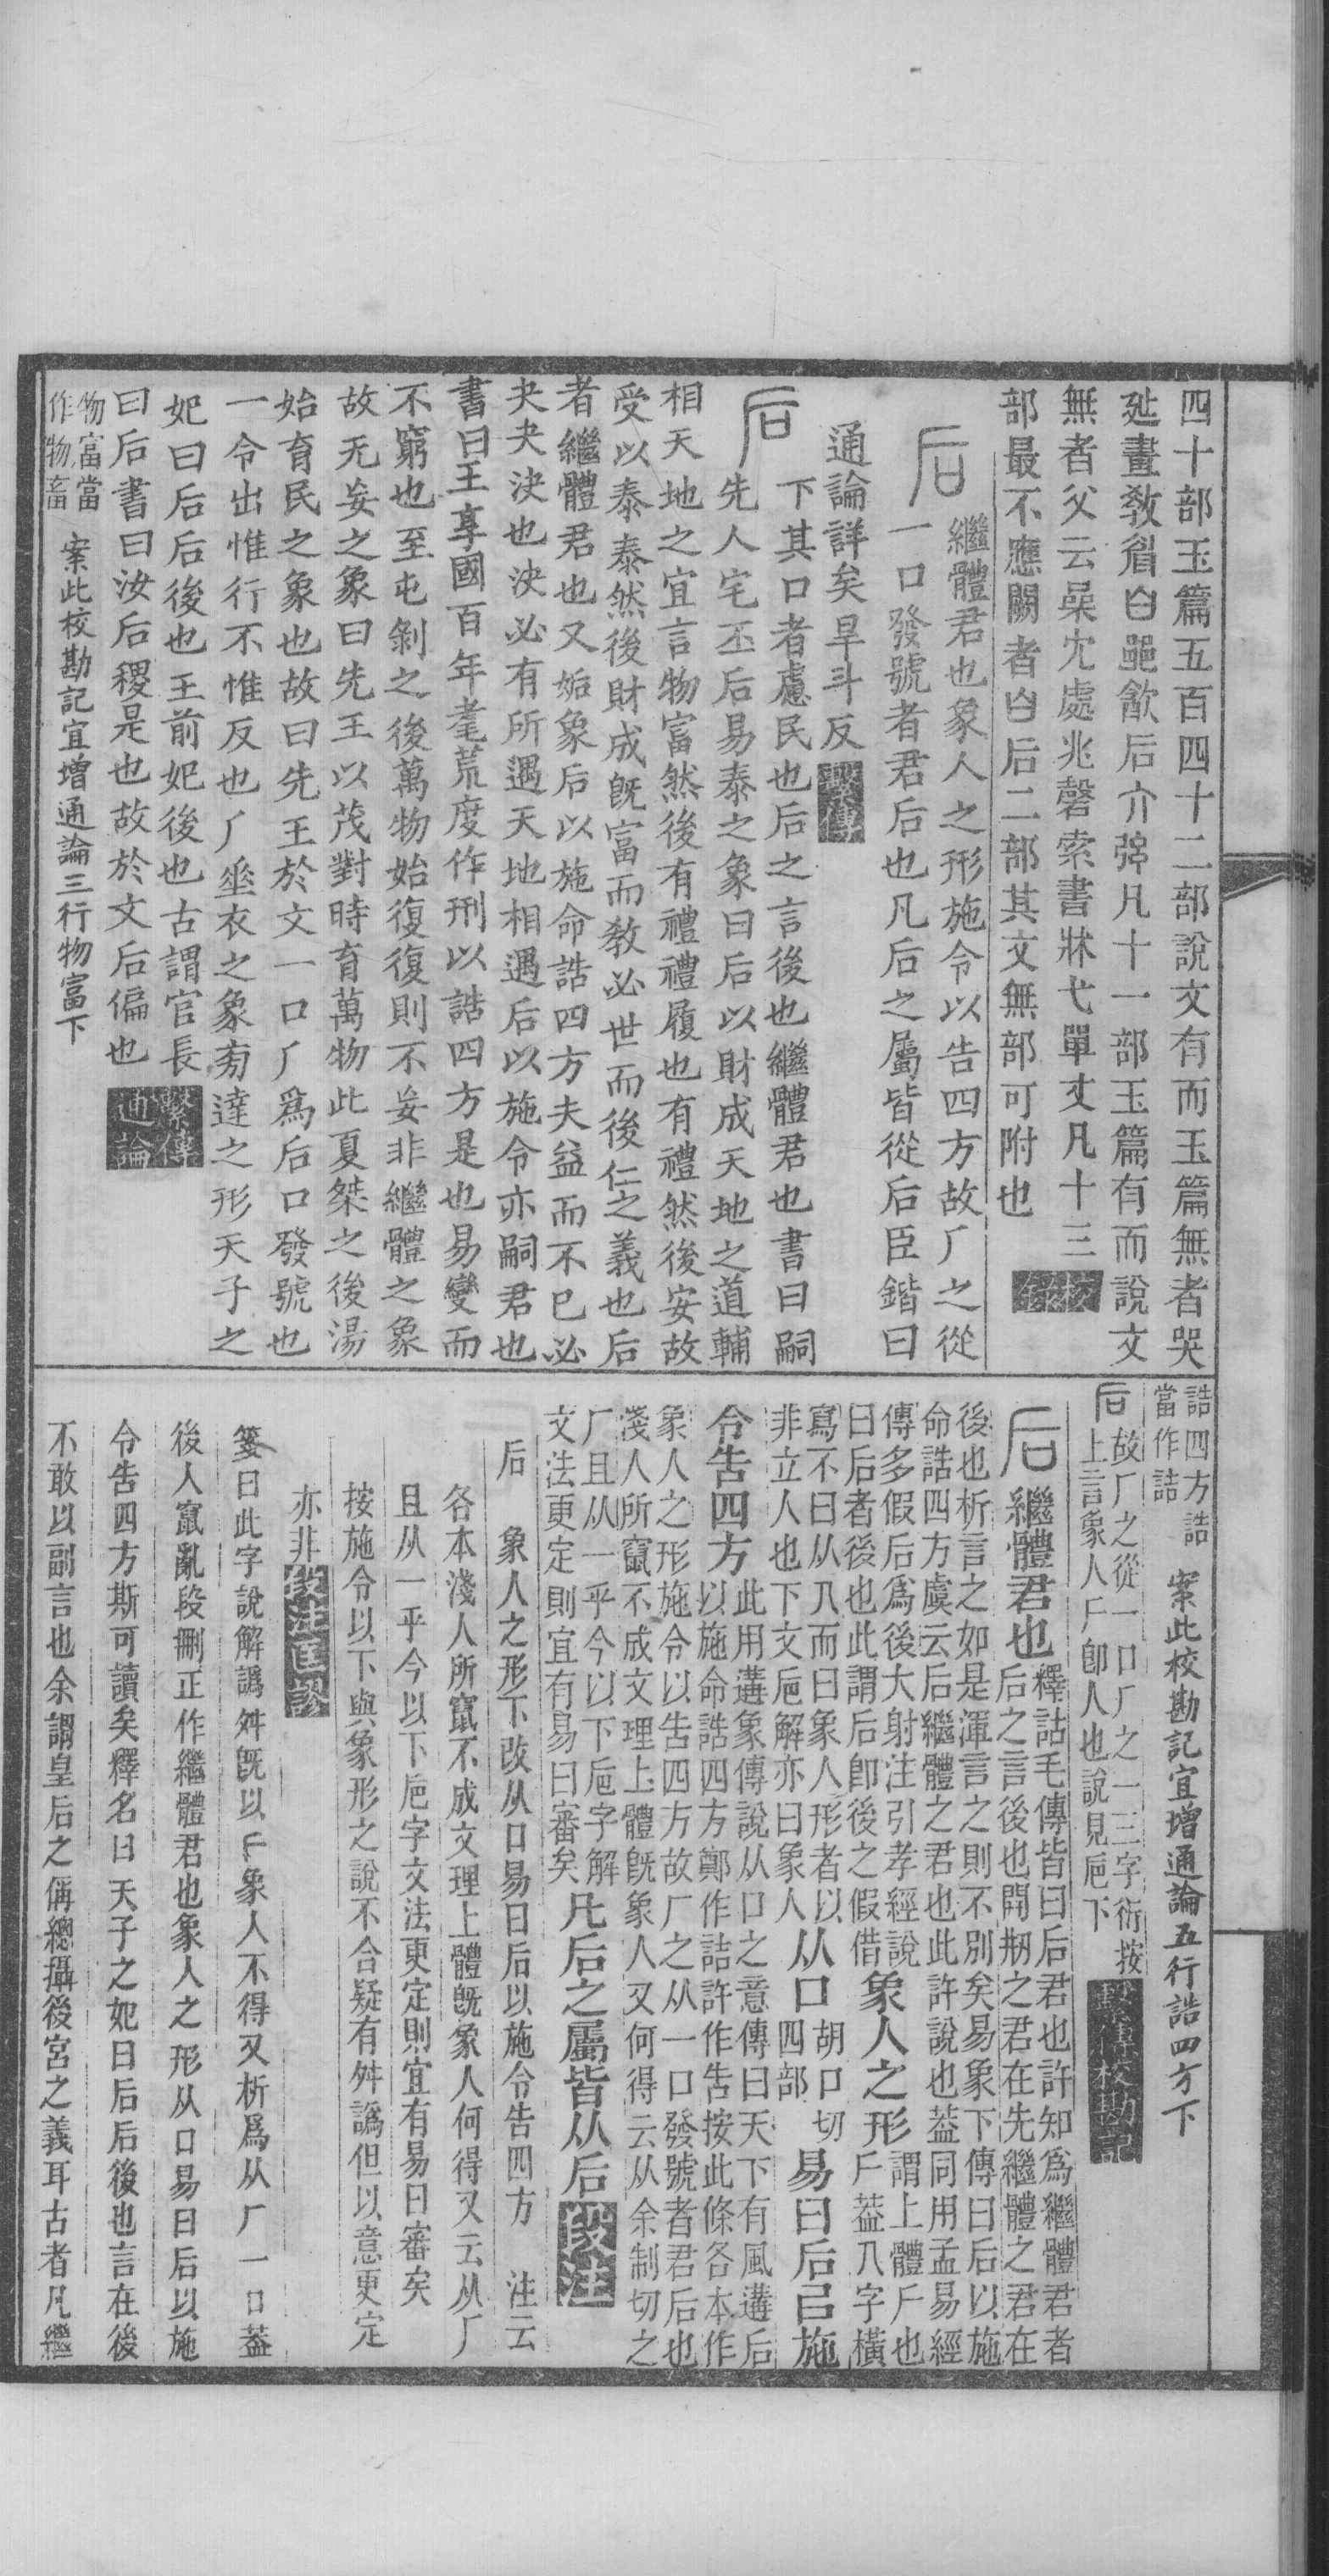 四十部玉篇五百四十二部說文有而玉篇無者哭
延畫敎眉白㲋㱃后介弼凡十一部玉篇有而說文
無者父云喿冘處兆磬索書牀弋單丈凡十三
部最不應闕者白后二部其文無部可附也
后
繼體君也象人之形施令以告四方故厂之從
一口發號者君后也凡后之屬皆從后臣鍇曰
通論詳矣旱斗反 繫傳
后 下其口者慮民也后之言後也繼體君也書曰嗣
先人宅丕后易泰之象曰后以財成天地之道輔
相天地之宜言物富然後有禮禮履也有禮然後安故
受以泰泰然後財成旣富而敎必世而後仁之義也后
者繼體君也又姤象后以施命誥四方夫益而不已必
夬夬決也決必有所遇天地相遇后以施令亦嗣君也
書曰王享國百年耄荒度作刑以誥四方是也易變而
不窮也至屯剝之後萬物始復復則不妄非繼體之象
故无妄之象曰先王以茂對時育萬物此夏桀之後湯
始育民之象也故曰先王於文一口厂爲后口發號也
一令出惟行不惟反也厂垂衣之象旁達之形天子之
妃曰后后後也王前妃後也古謂官長
曰后書曰汝后稷是也故於文后偏也 繫傳通論
物富當
作物畜 案此校勘記宜增通論三行物富下
誥四方誥
當作詰 案此校勘記宜增通論五行誥四方下
后 故厂之從一口厂之一三字衍按
上言象人𠂆卽人也說見巵下 繫傳校勘記
后 繼體君也 釋詁毛傳皆曰后君也許知爲繼體君者
后之言後也開剙之君在先繼體之君在
後也析言之如是渾言之則不別矣易象下傳曰后以施
命誥四方虞云后繼體之君也此許說也葢同用孟易經
傳多假后爲後大射注引孝經說
曰后者後也此謂后卽後之假借 象人之形 謂上體𠂆也
𠂆葢人字橫
寫不曰从人而曰象人形者以
非立人也下文巵解亦曰象人 从口 胡口切
四部 易曰后㠯施
令告四方 此用遘象傳說从口之意傳曰天下有風遘后
以施命誥四方鄭作詰許作告按此條各本作
象人之形施令以告四方故厂之从一口發號者君后也
淺人所竄不成文理上體旣象人又何得云从余制切之
厂且从一乎今以下巵字解
文法更定則宜有易曰審矣 凡后之屬皆从后 段注
后 象人之形下改从口易曰后以施令告四方 注云
各本淺人所竄不成文理上體旣象人何得又云从厂
且从一乎今以下巵字文法更定則宜有易曰審矣
按施令以下與象形之說不合疑有舛譌但以意更定
亦非 段注匡謬
箋曰此字說解譌舛旣以𠂆象人不得又析爲从厂一口葢
後人竄亂段刪正作繼體君也象人之形从口易曰后以施
令告四方斯可讀矣釋名曰天子之妃曰后后後也言在後
不敢以副言也余謂皇后之偁總攝後宮之義耳古者凡繼